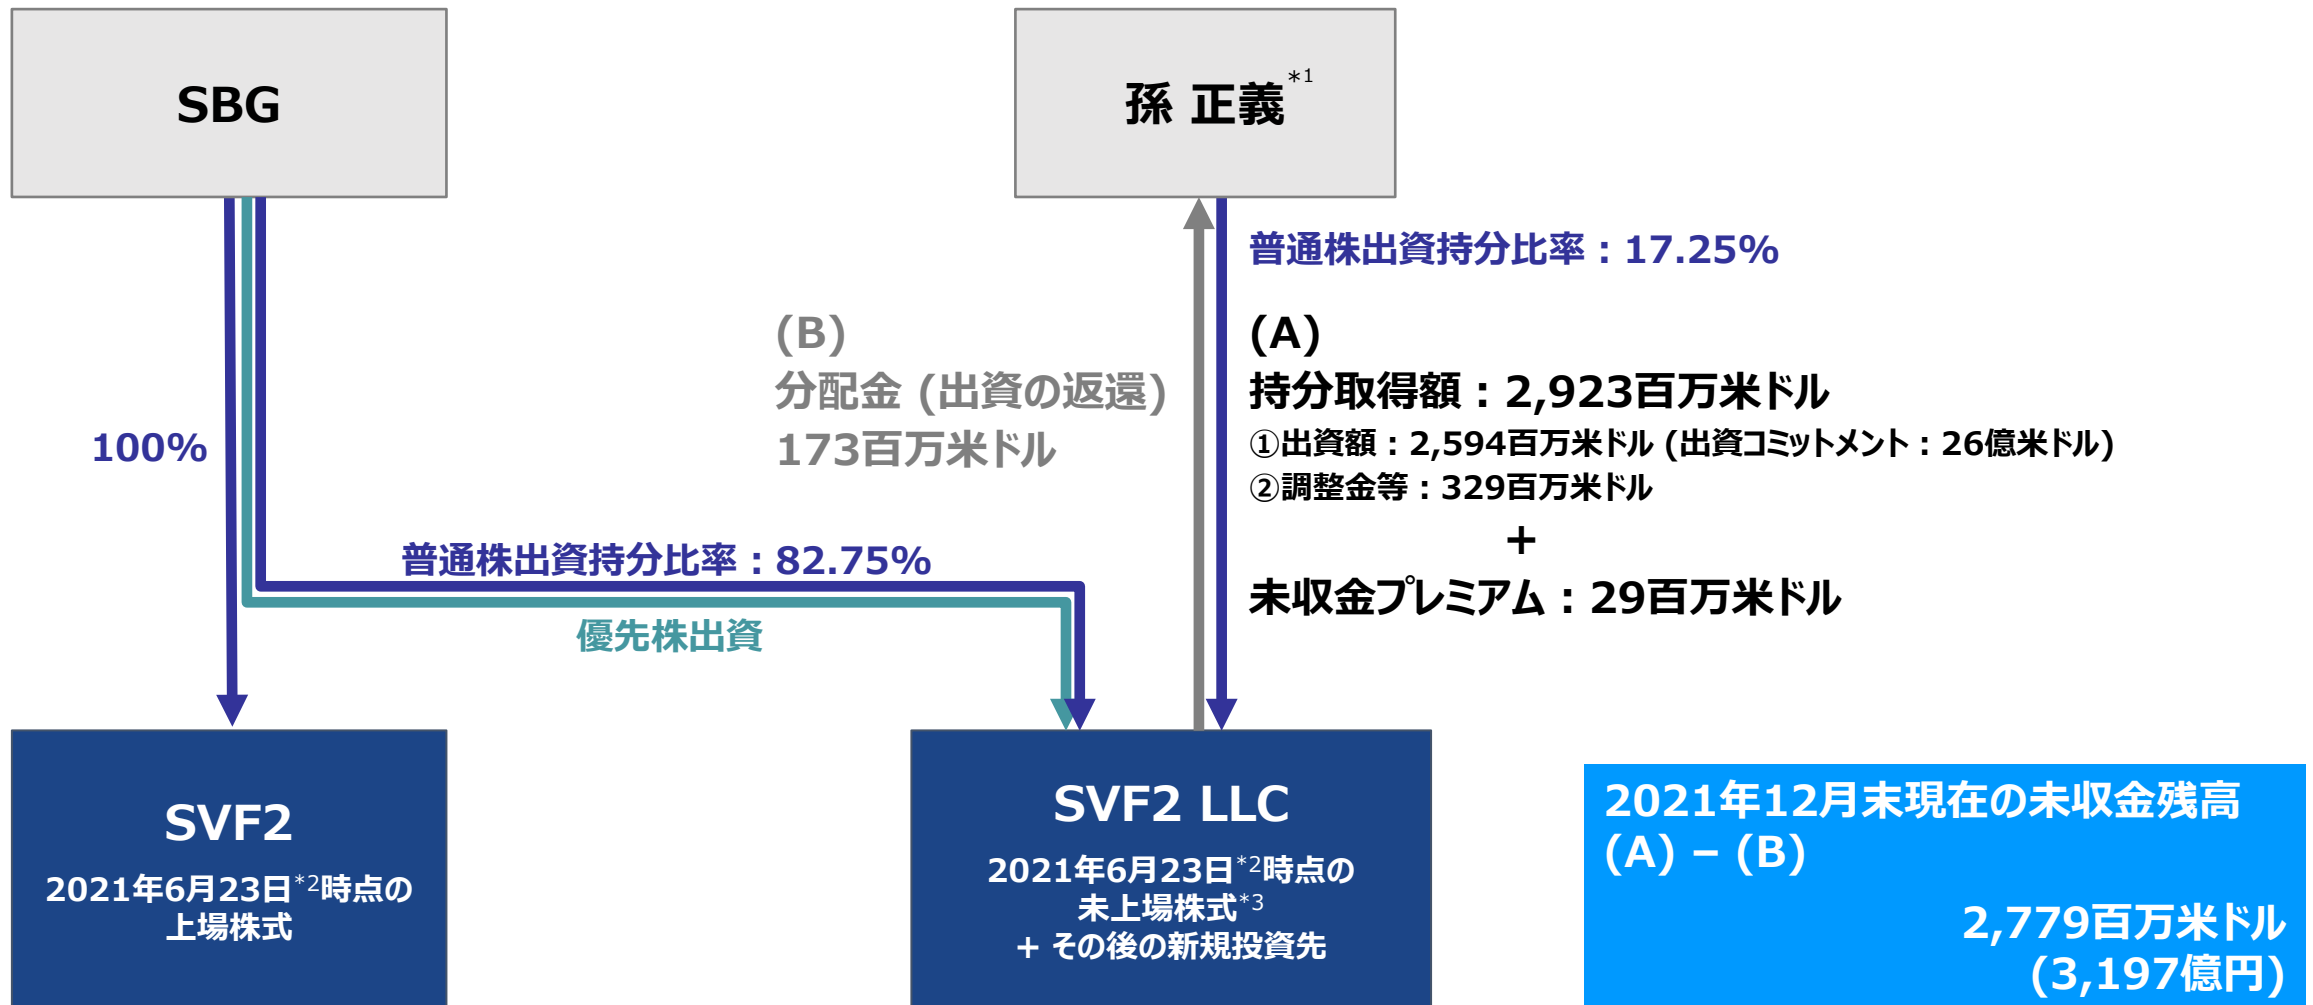 SBG
孫 正義*1
普通株出資持分比率：17.25%
(B)
分配金 (出資の返還)
173百万米ドル
(A)
持分取得額：2,923百万米ドル
①出資額：2,594百万米ドル (出資コミットメント：26億米ドル)
②調整金等：329百万米ドル
+
未収金プレミアム：29百万米ドル
100%
普通株出資持分比率：82.75%
優先株出資
SVF2
2021年6月23日*2時点の
上場株式
SVF2 LLC
2021年6月23日*2時点の
未上場株式*3
+ その後の新規投資先
2021年12月末現在の未収金残高
(A) – (B)
2,779百万米ドル
(3,197億円)